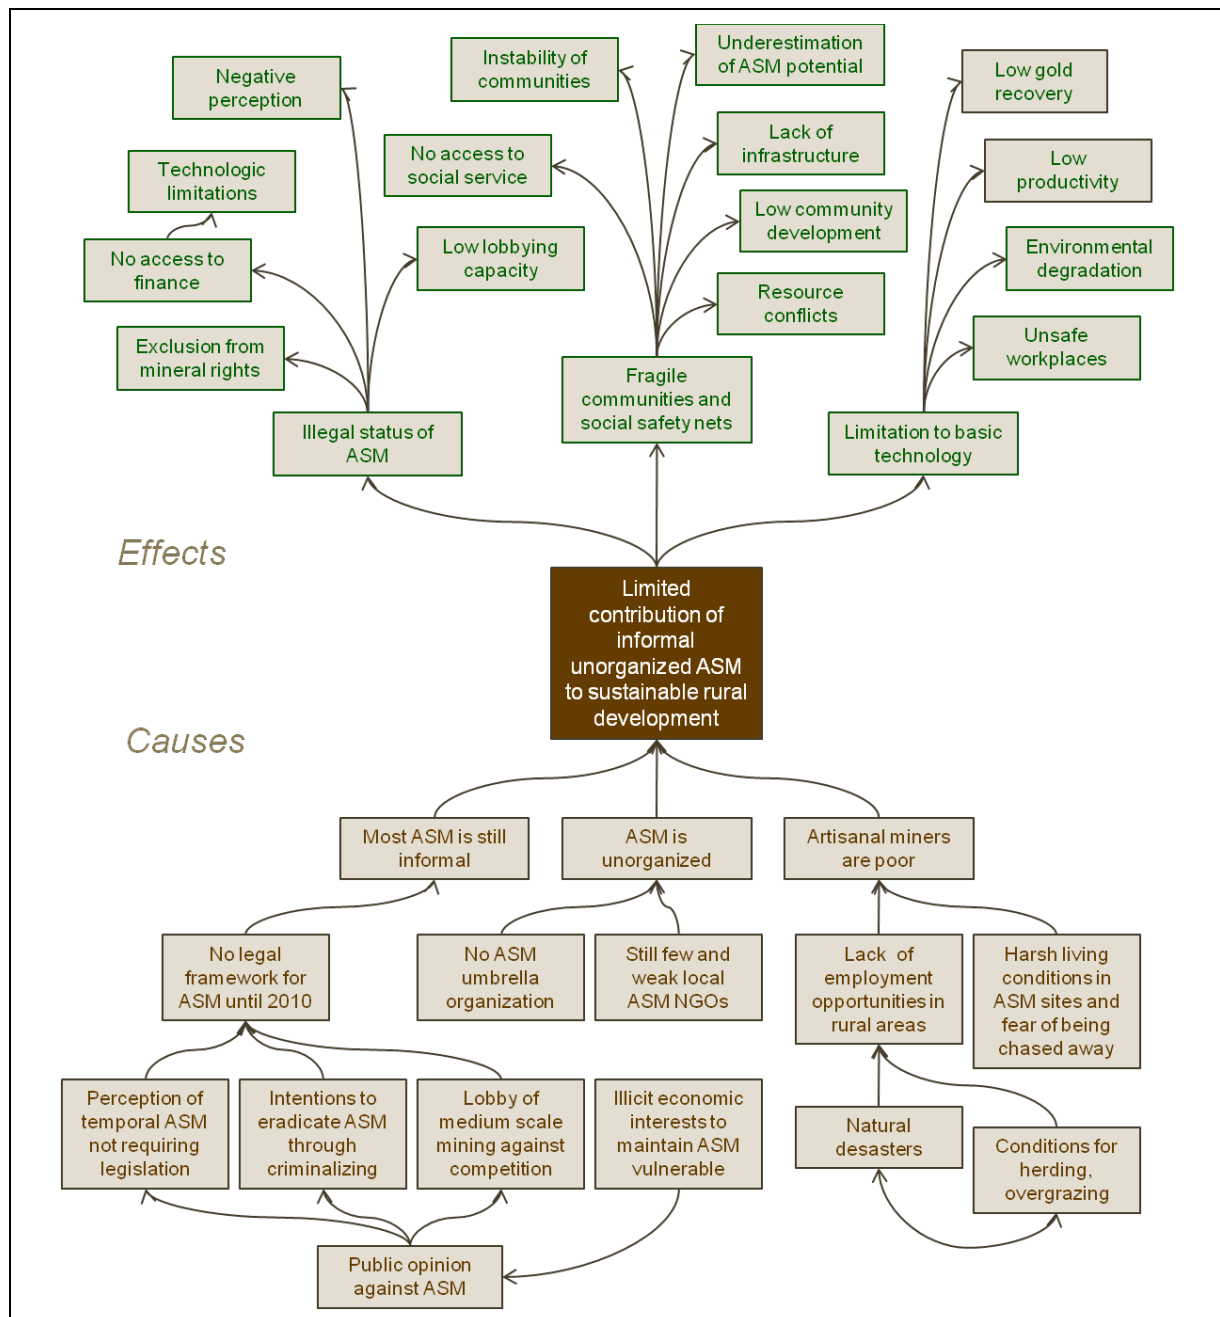 Instability of
communities
Underestimation
of ASM potential
Negative
perception
Low gold
recovery
Technologic
limitations
No access to
social service
Lack of
infrastructure
Low
productivity
No access to
finance
Low lobbying
capacity
Low community
development
Environmental
degradation
Exclusion from
mineral rights
Resource
conflicts
Unsafe
workplaces
Illegal status of
ASM
Fragile
communities and
social safety nets
Limitation to basic
technology
Effects
Limited
contribution of
informal
unorganized ASM
to sustainable rural
development
Causes
Most ASM is still
informal
ASM is
unorganized
Artisanal miners
are poor
No legal
framework for
ASM until 2010
No ASM
umbrella
organization
Still few and
weak local
ASM NGOs
Lack of
employment
opportunities in
rural areas
Harsh living
conditions in
ASM sites and
fear of being
chased away
Perception of
temporal ASM
not requiring
legislation
Intentions to
eradicate ASM
through
criminalizing
Lobby of
medium scale
mining against
competition
Illicit economic
interests to
maintain ASM
vulnerable
Natural
desasters
Conditions for
herding,
overgrazing
Public opinion
against ASM